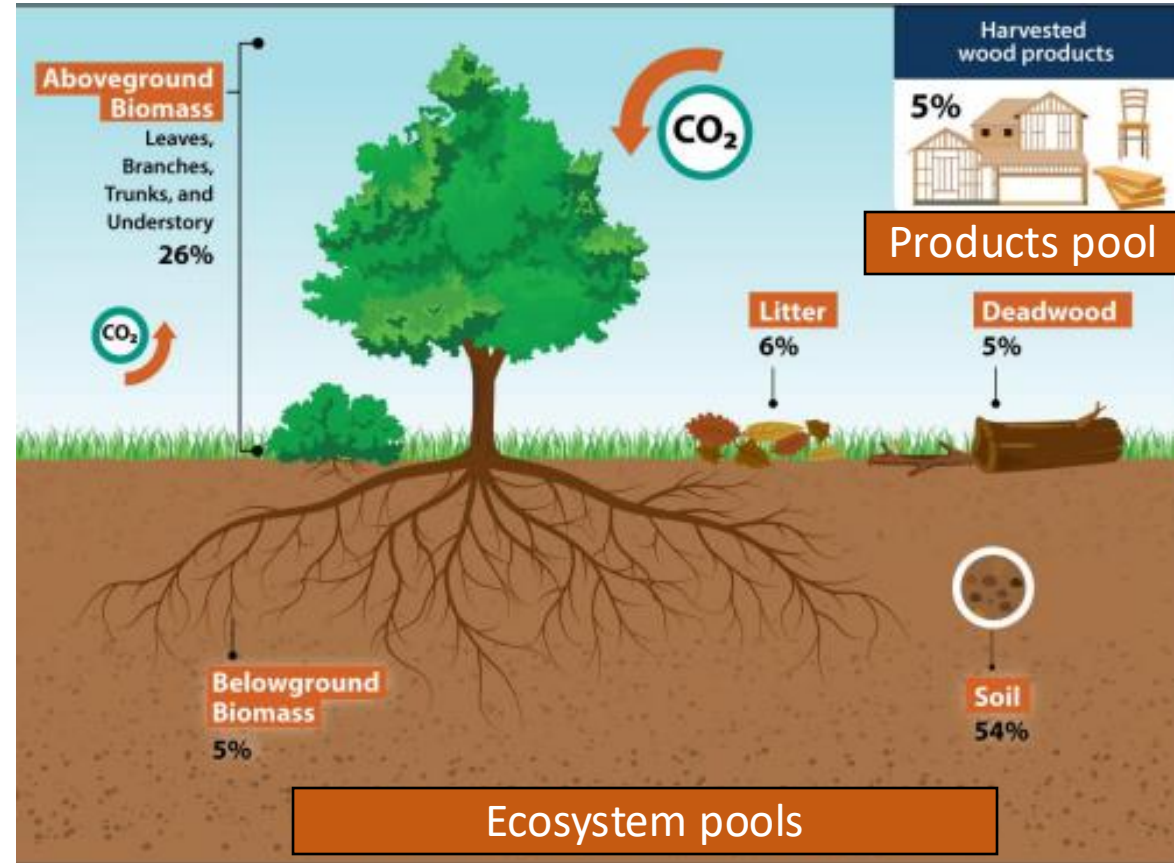 Aboveground
Biomass
Leaves,
Branches,
Trunks, and
Understory
26%
CO₂
CO₂
Harvested
wood products
5%
Products pool
Litter
6%
Deadwood
5%
Belowground
Biomass
5%
Soil
54%
Ecosystem pools